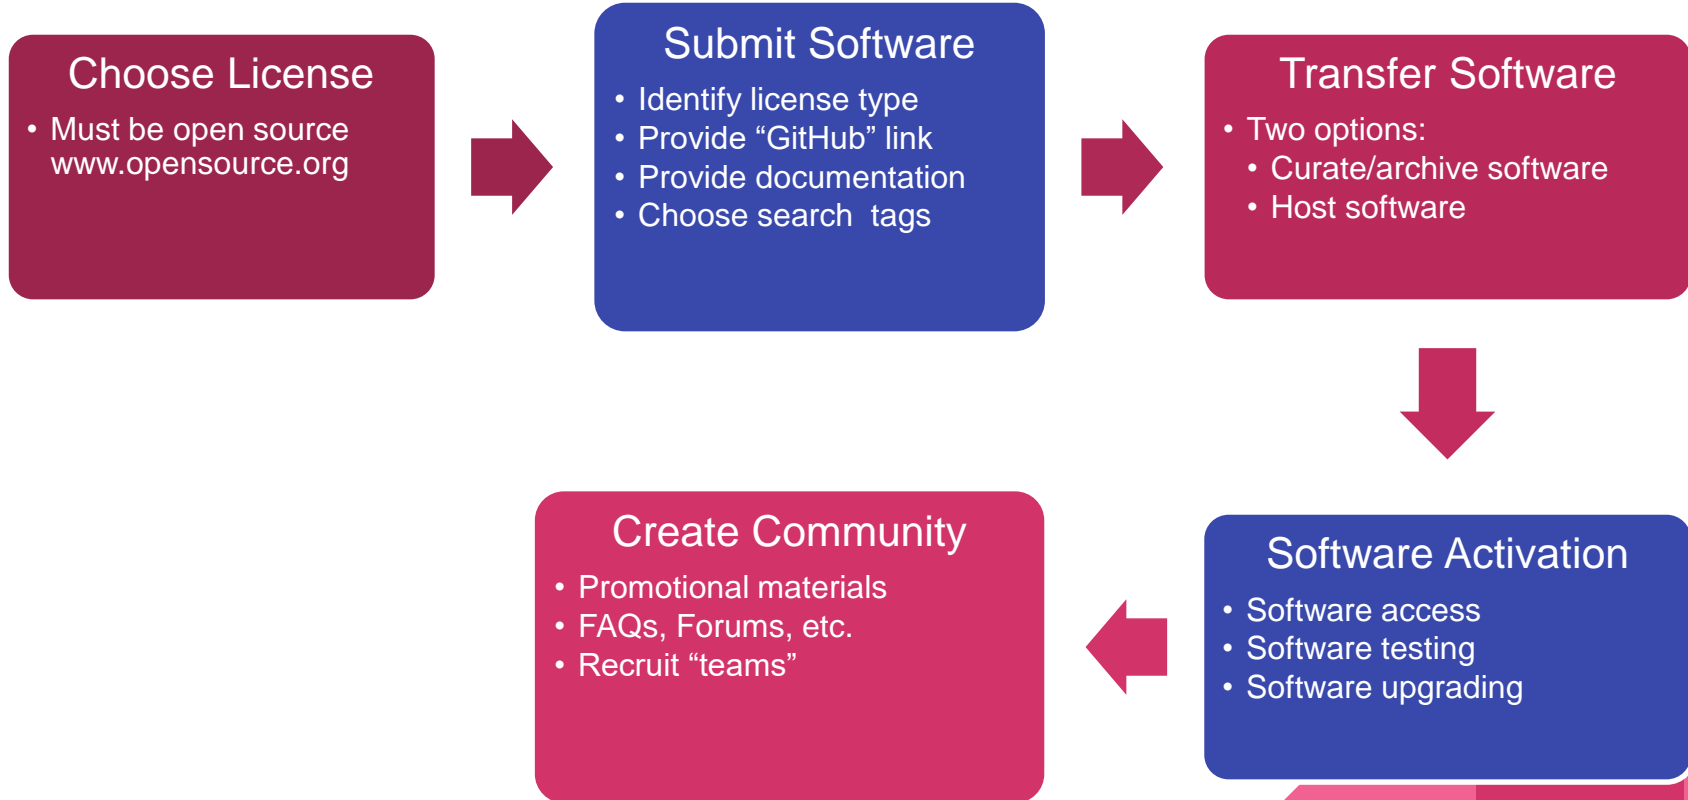 Choose License
• Must be open source
www.opensource.org
Submit Software
• Identify license type
• Provide “GitHub” link
• Provide documentation
• Choose search  tags
Transfer Software
• Two options:
• Curate/archive software
• Host software
Software Activation
• Software access
• Software testing
• Software upgrading
Create Community
• Promotional materials
• FAQs, Forums, etc.
• Recruit “teams”